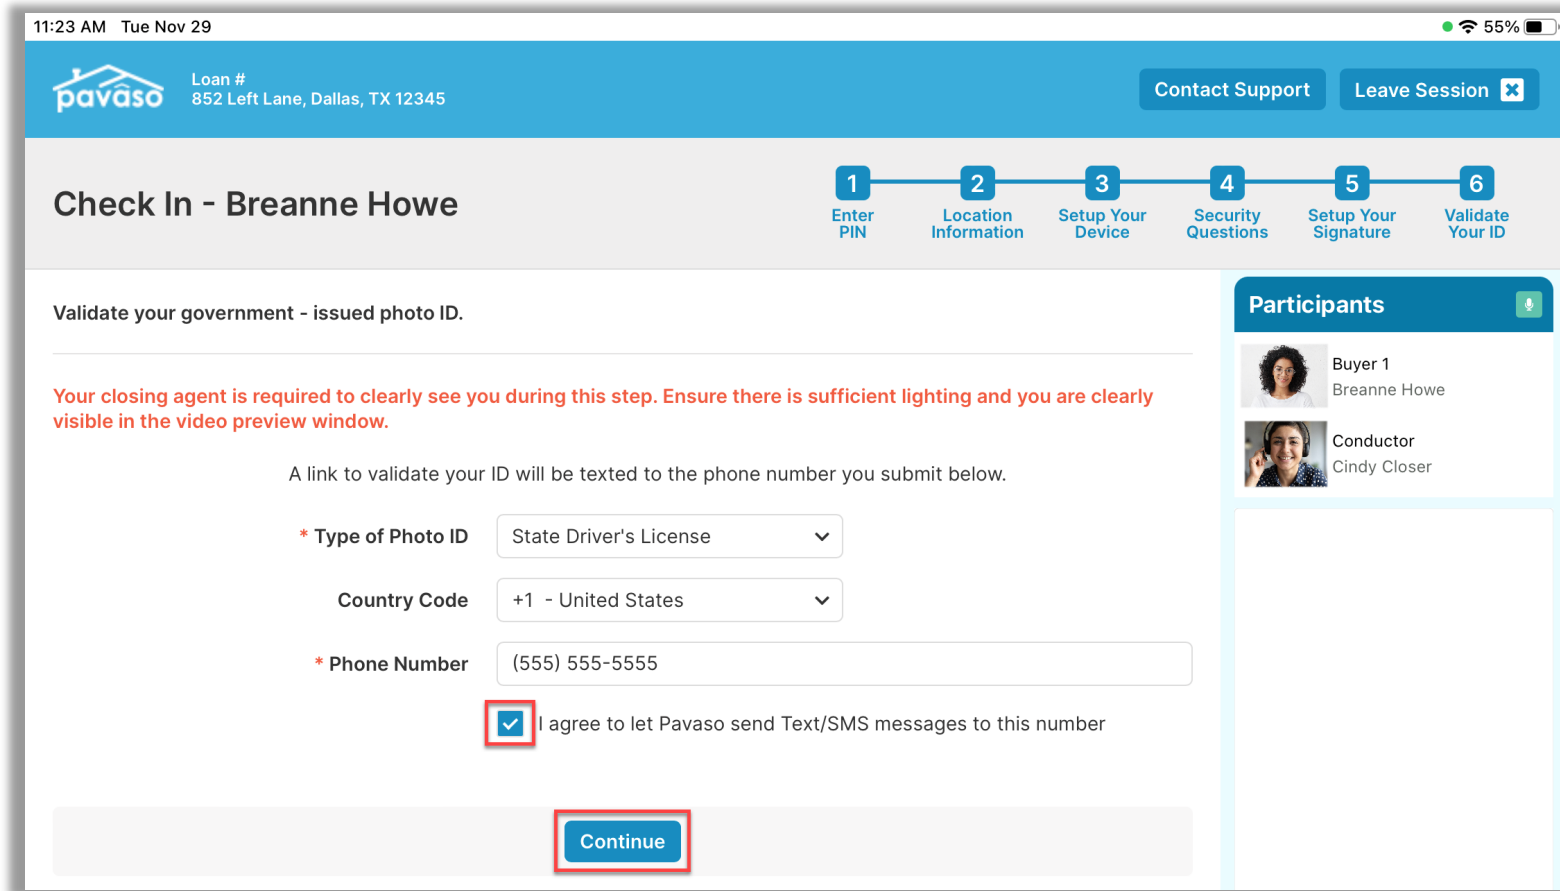 11:23 AM Tue Nov 29
55%
pavaso
Loan #
852 Left Lane, Dallas, TX 12345
Contact Support
Leave Session
Check In - Breanne Howe
1
Enter
PIN
2
Location
Information
3
Setup Your
Device
4
Security
Questions
5
Setup Your
Signature
6
Validate
Your ID
Validate your government - issued photo ID.
Your closing agent is required to clearly see you during this step. Ensure there is sufficient lighting and you are clearly
visible in the video preview window.
A link to validate your ID will be texted to the phone number you submit below.
* Type of Photo ID
State Driver's License
Country Code
+1 - United States
* Phone Number
(555) 555-5555
I agree to let Pavaso send Text/SMS messages to this number
Continue
Participants
Buyer 1
Breanne Howe
Conductor
Cindy Closer